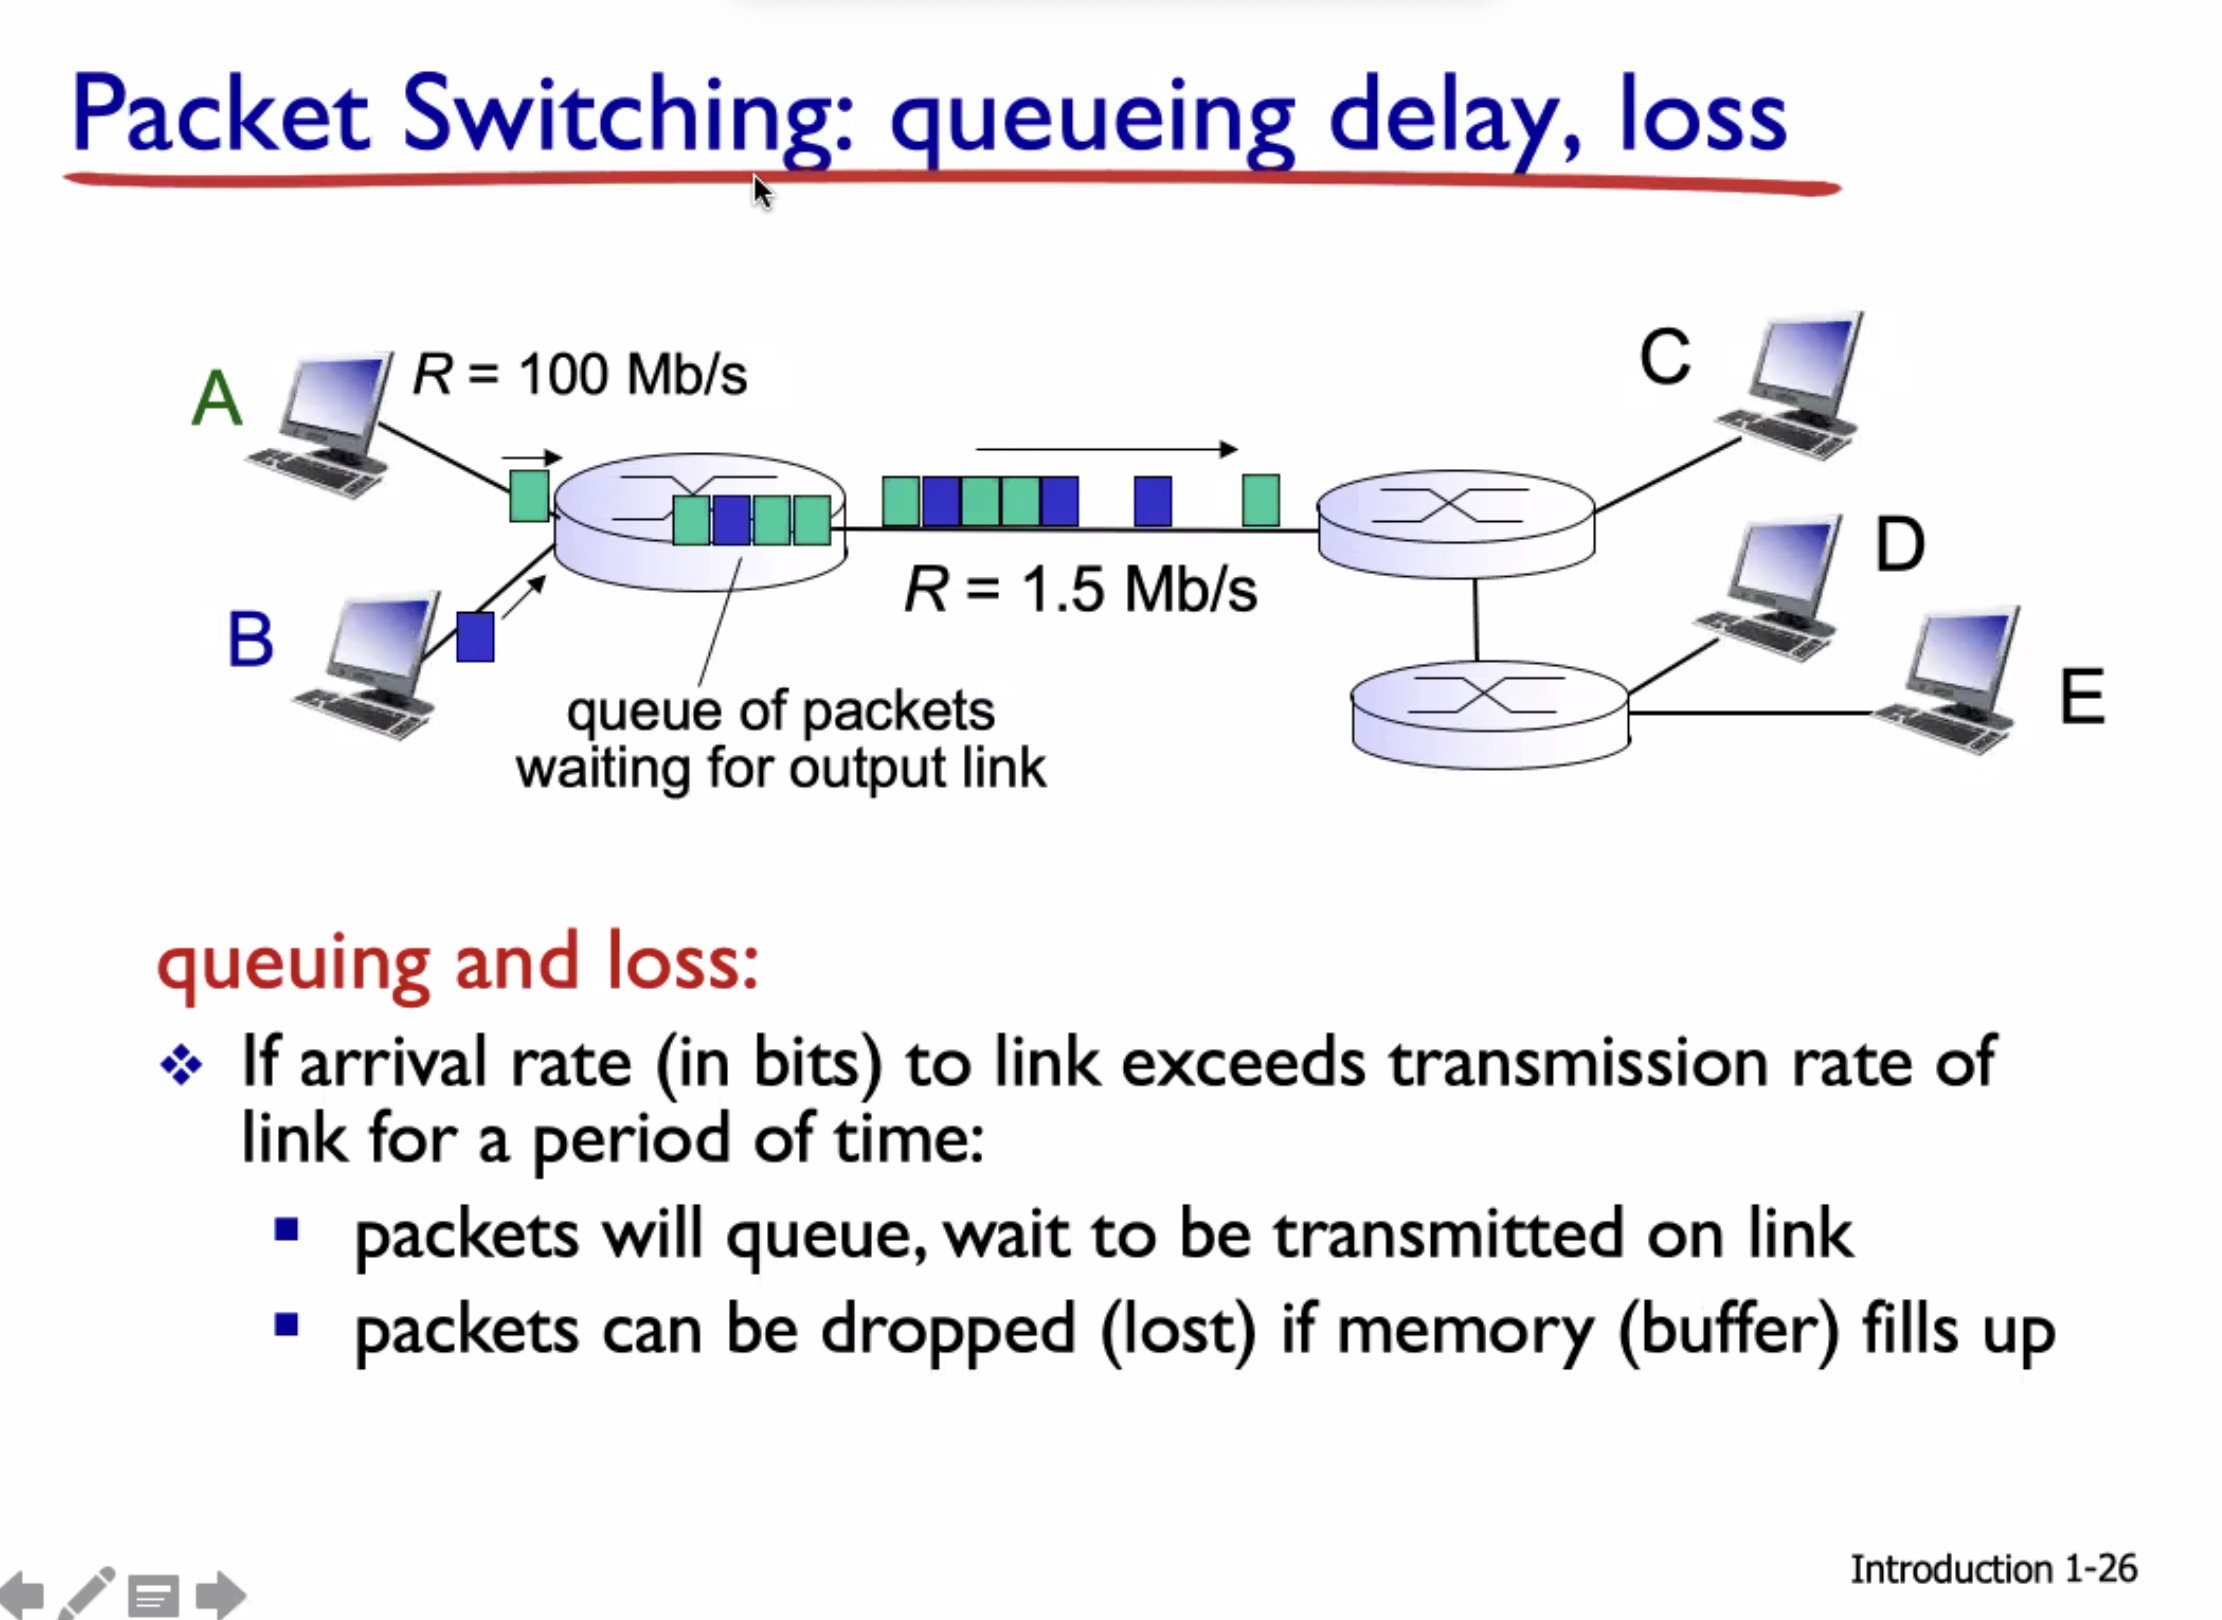 Packet Switching: queueing delay, loss
A
R = 100 Mb/s
C
D
B
R = 1.5 Mb/s
E
queue of packets
waiting for output link
queuing and loss:
❖ If arrival rate (in bits) to link exceeds transmission rate of
link for a period of time:
▪ packets will queue, wait to be transmitted on link
▪ packets can be dropped (lost) if memory (buffer) fills up
Introduction 1-26